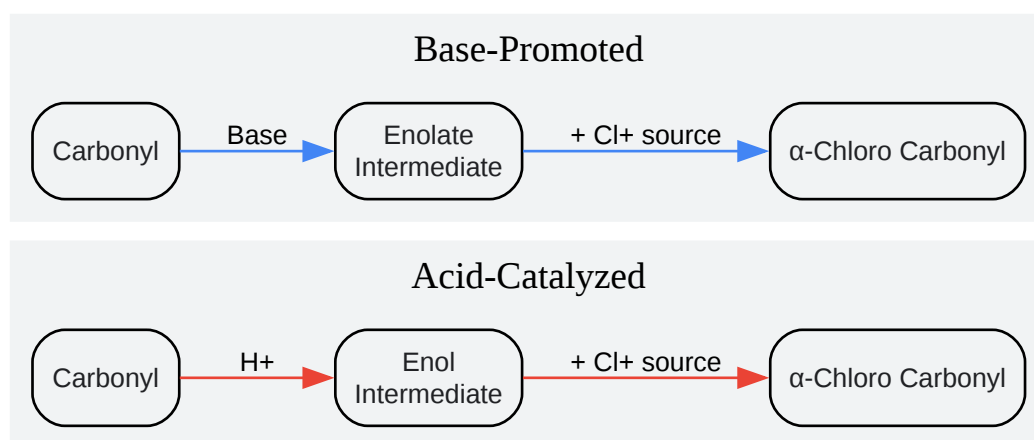 Base-Promoted
Carbonyl
Base
Enolate
Intermediate
+ Cl+ source
α-Chloro Carbonyl
Acid-Catalyzed
Carbonyl
H+
Enol
Intermediate
+ Cl+ source
α-Chloro Carbonyl